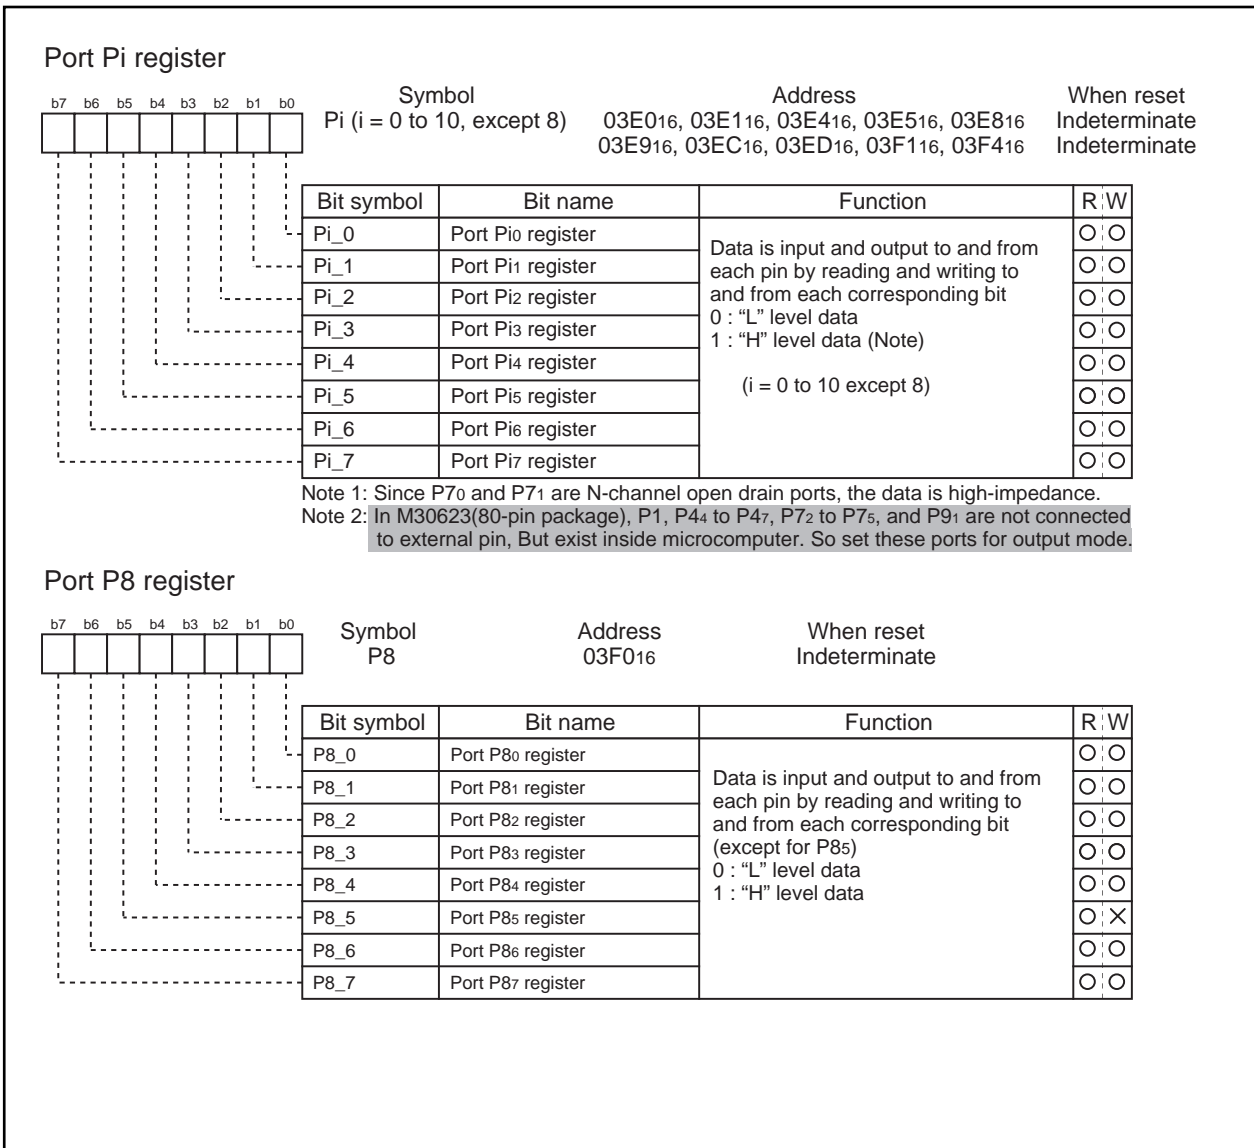 Port Pi register
b7 b6 b5 b4 b3 b2 b1 b0
Symbol Address When reset
Pi (i = 0 to 10, except 8) 03E016, 03E116, 03E416, 03E516, 03E816 Indeterminate
03E916, 03EC16, 03ED16, 03F116, 03F416 Indeterminate
Bit symbol Bit name Function R W
Pi_0 Port Pi0 register
Pi_1 Port Pi1 register
Pi_2 Port Pi2 register
Pi_3 Port Pi3 register
Pi_4 Port Pi4 register
Pi_5 Port Pi5 register
Pi_6 Port Pi6 register
Pi_7 Port Pi7 register
Data is input and output to and from
each pin by reading and writing to
and from each corresponding bit
0 : “L” level data
1 : “H” level data (Note)
(i = 0 to 10 except 8)
Note 1: Since P70 and P71 are N-channel open drain ports, the data is high-impedance.
Note 2: In M30623(80-pin package), P1, P44 to P47, P72 to P75, and P91 are not connected
to external pin, But exist inside microcomputer. So set these ports for output mode.
Port P8 register
b7 b6 b5 b4 b3 b2 b1 b0
Symbol Address When reset
P8 03F016 Indeterminate
Bit symbol Bit name Function R W
P8_0 Port P80 register
P8_1 Port P81 register
P8_2 Port P82 register
P8_3 Port P83 register
P8_4 Port P84 register
P8_5 Port P85 register
P8_6 Port P86 register
P8_7 Port P87 register
Data is input and output to and from
each pin by reading and writing to
and from each corresponding bit
(except for P85)
0 : “L” level data
1 : “H” level data